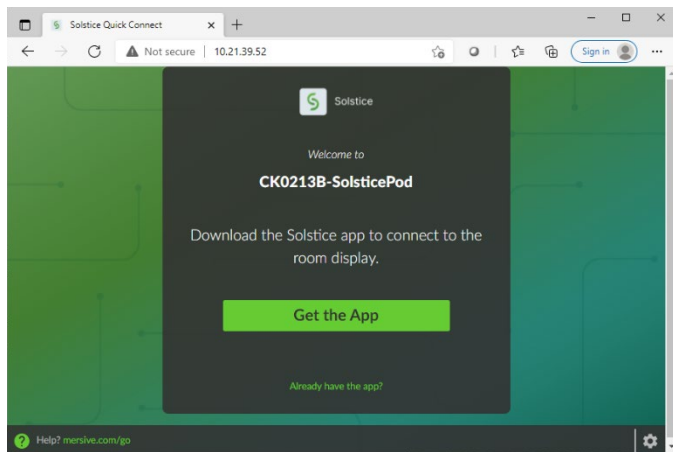 Solstice Quick Connect
Not secure
10.21.39.52
Sign in
Solstice
Welcome to
CK0213B-SolsticePod
Download the Solstice app to connect to the
room display.
Get the App
Already have the app?
Help? mersive.com/go